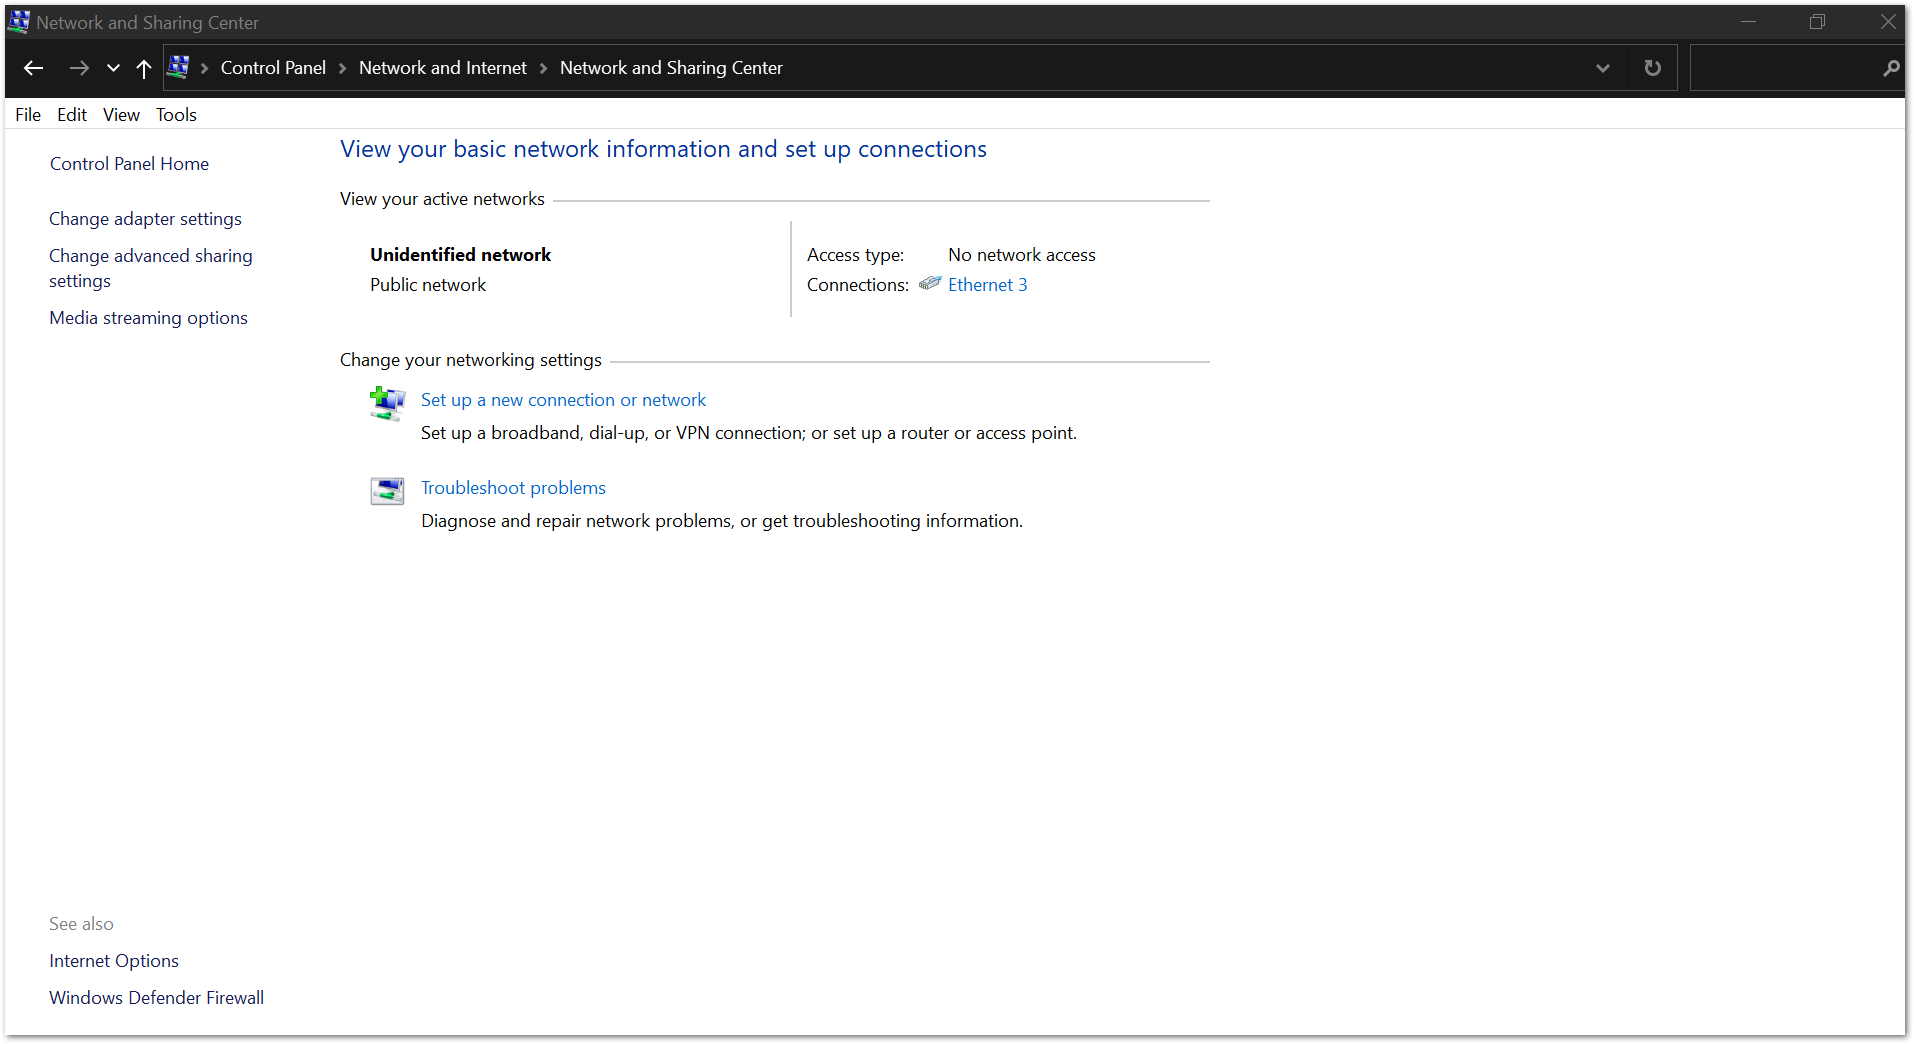 Network and Sharing Center
Control Panel > Network and Internet > Network and Sharing Center
File Edit View Tools
Control Panel Home
Change adapter settings
Change advanced sharing
settings
Media streaming options
View your basic network information and set up connections
View your active networks
Unidentified network
Public network
Access type: No network access
Connections: Ethernet 3
Change your networking settings
Set up a new connection or network
Set up a broadband, dial-up, or VPN connection; or set up a router or access point.
Troubleshoot problems
Diagnose and repair network problems, or get troubleshooting information.
See also
Internet Options
Windows Defender Firewall